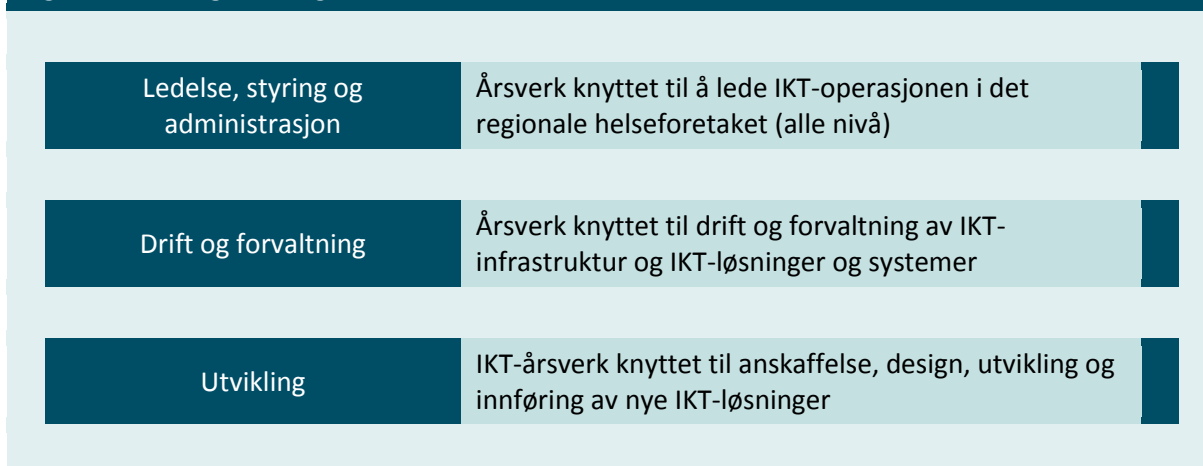 Ledelse, styring og
administrasjon
Årsverk knyttet til å lede IKT-operasjonen i det
regionale helseforetaket (alle nivå)
Drift og forvaltning
Årsverk knyttet til drift og forvaltning av IKT-
infrastruktur og IKT-løsninger og systemer
Utvikling
IKT-årsverk knyttet til anskaffelse, design, utvikling og
innføring av nye IKT-løsninger